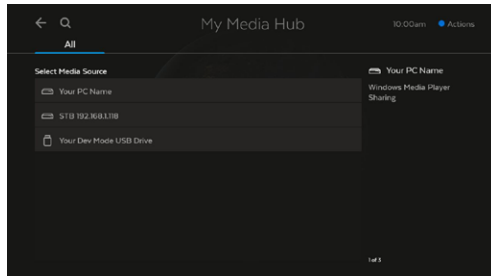 My Media Hub
10:00am
Actions
All
Select Media Source
Your PC Name
STB 192.168.1.118
Your Dev Mode USB Drive
Your PC Name
Windows Media Player
Sharing
1 of 3